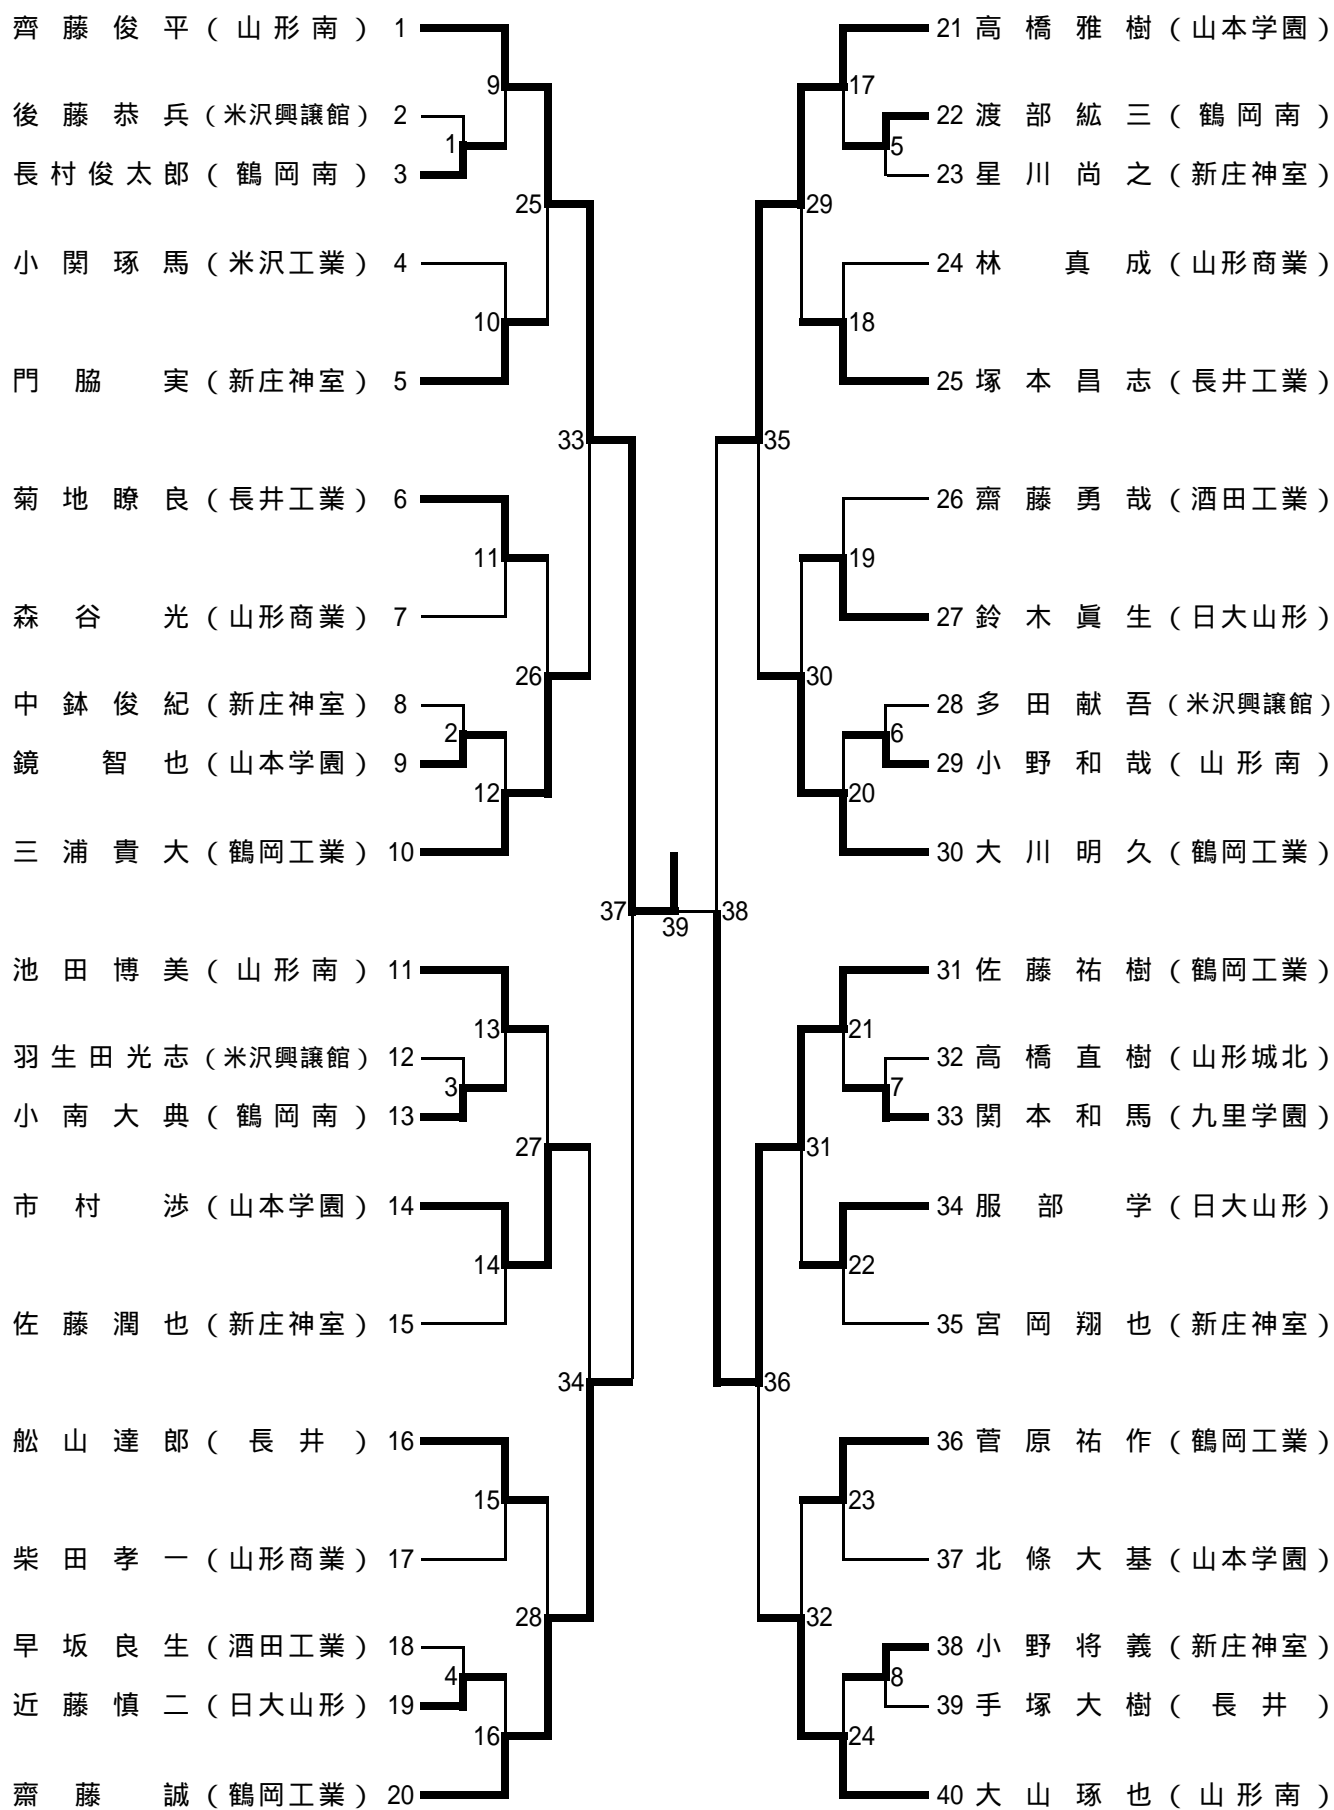 齊藤俊平(山形南) 1
後藤恭兵(米沢興譲館) 2
長村俊太郎(鶴岡南) 3
小関琢馬(米沢工業) 4
門脇実(新庄神室) 5
菊地瞭良(長井工業) 6
森谷光(山形商業) 7
中鉢俊紀(新庄神室) 8
鏡智也(山本学園) 9
三浦貴大(鶴岡工業) 10
池田博美(山形南) 11
羽生田光志(米沢興譲館) 12
小南大典(鶴岡南) 13
市村渉(山本学園) 14
佐藤潤也(新庄神室) 15
舩山達郎(長井) 16
柴田孝一(山形商業) 17
早坂良生(酒田工業) 18
近藤慎二(日大山形) 19
齋藤誠(鶴岡工業) 20
9
1
25
10
33
11
26
2
12
37
39
38
13
3
27
14
34
15
28
4
16
17
5
29
18
35
19
30
6
20
21
7
31
22
36
23
32
8
24
21 高橋雅樹(山本学園)
22 渡部紘三(鶴岡南)
23 星川尚之(新庄神室)
24 林真成(山形商業)
25 塚本昌志(長井工業)
26 齋藤勇哉(酒田工業)
27 鈴木眞生(日大山形)
28 多田献吾(米沢興譲館)
29 小野和哉(山形南)
30 大川明久(鶴岡工業)
31 佐藤祐樹(鶴岡工業)
32 高橋直樹(山形城北)
33 関本和馬(九里学園)
34 服部学(日大山形)
35 宮岡翔也(新庄神室)
36 菅原祐作(鶴岡工業)
37 北條大基(山本学園)
38 小野将義(新庄神室)
39 手塚大樹(長井)
40 大山琢也(山形南)